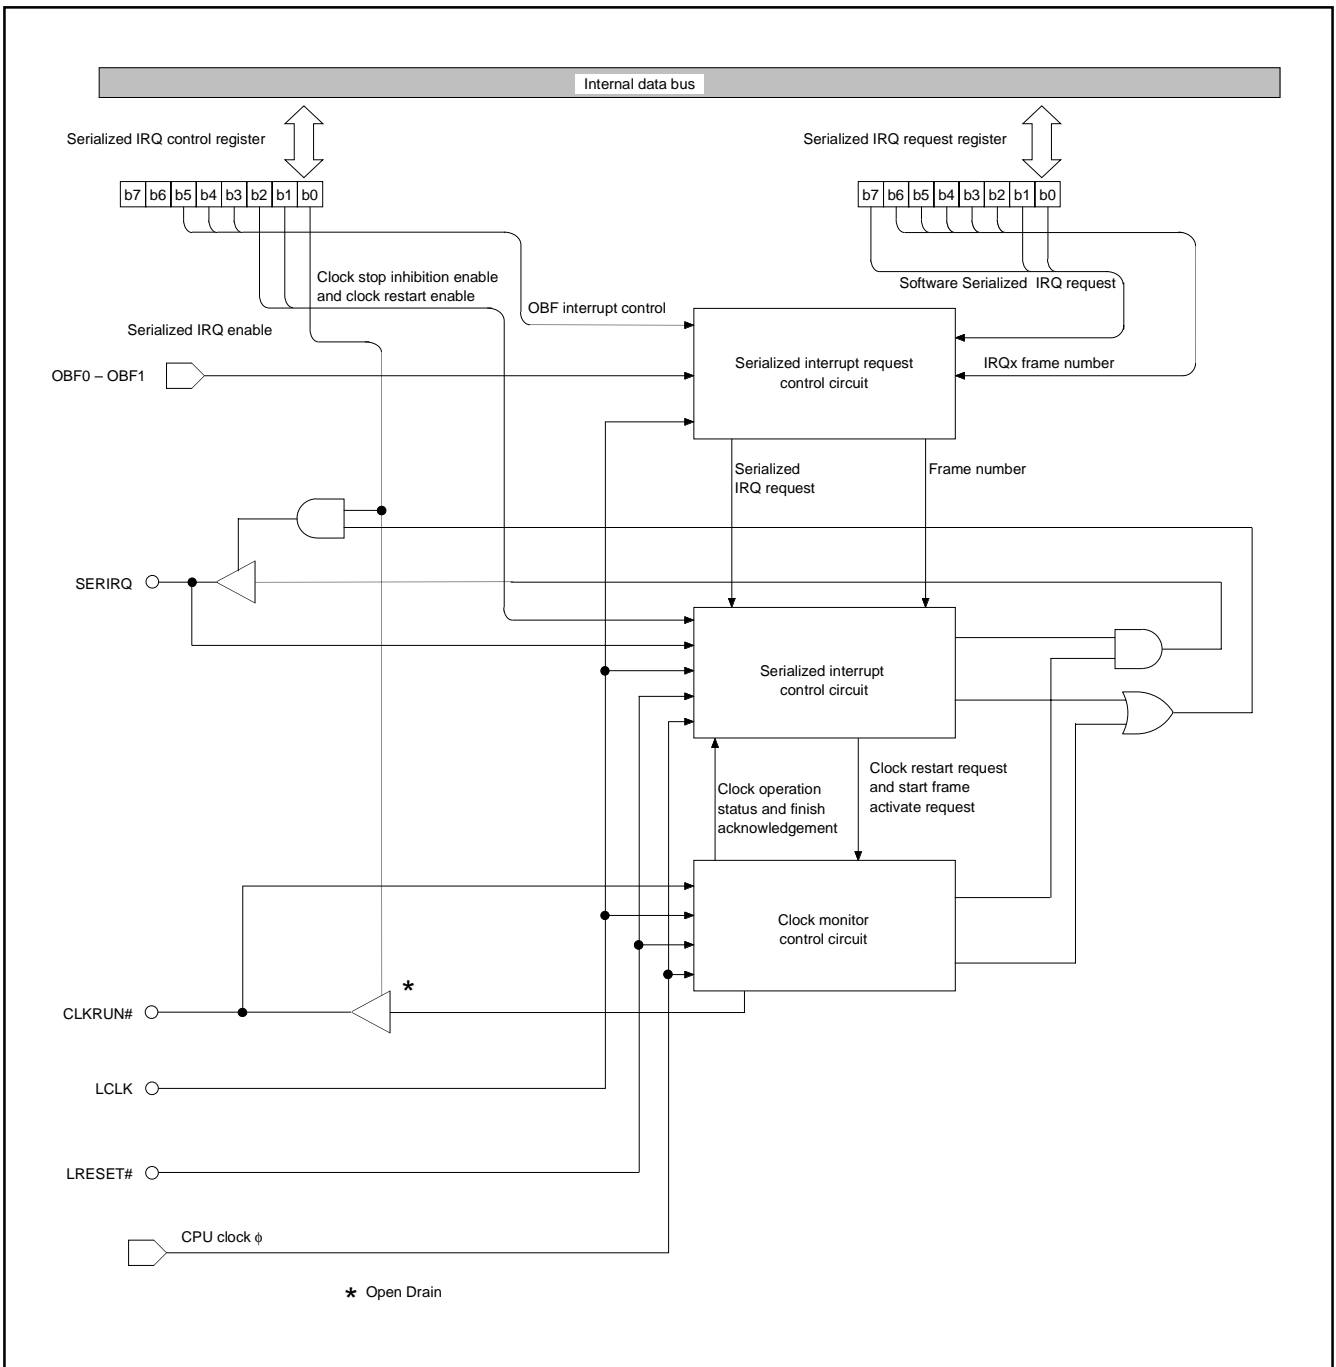 Internal data bus
Serialized IRQ control register
Serialized IRQ request register
b7 b6 b5 b4 b3 b2 b1 b0
b7 b6 b5 b4 b3 b2 b1 b0
Clock stop inhibition enable
and clock restart enable
Software Serialized IRQ request
OBF interrupt control
Serialized IRQ enable
OBF0 – OBF1
Serialized interrupt request
control circuit
IRQx frame number
Serialized
IRQ request
Frame number
SERIRQ
Serialized interrupt
control circuit
Clock operation
status and finish
acknowledgement
Clock restart request
and start frame
activate request
Clock monitor
control circuit
*
CLKRUN#
LCLK
LRESET#
CPU clock ϕ
* Open Drain